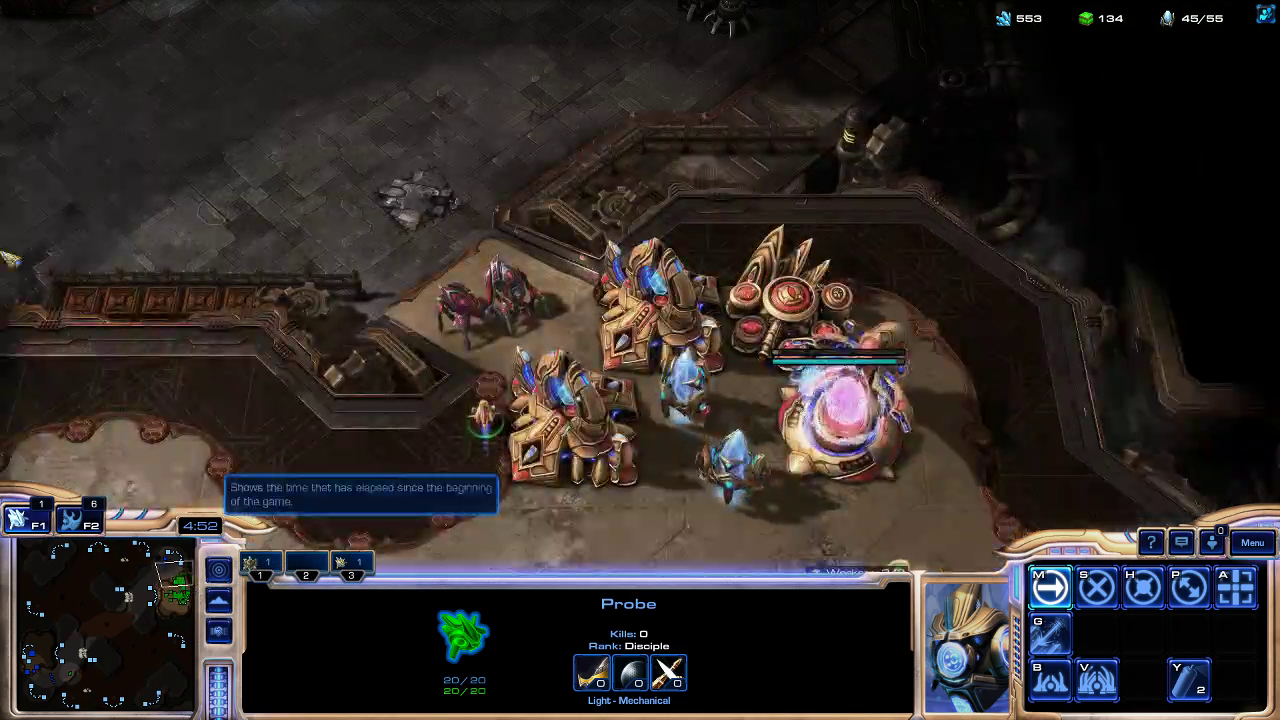 553 134 45/55
Shows the time that has elapsed since the beginning
of the game.
1 6
F1 F2 4:52
0
? Menu
1 1
1 2 3
Probe
Kills: 0
Rank: Disciple
0 0 0
20/20
20/20
Light - Mechanical
M S H P A
G
B V Y
2